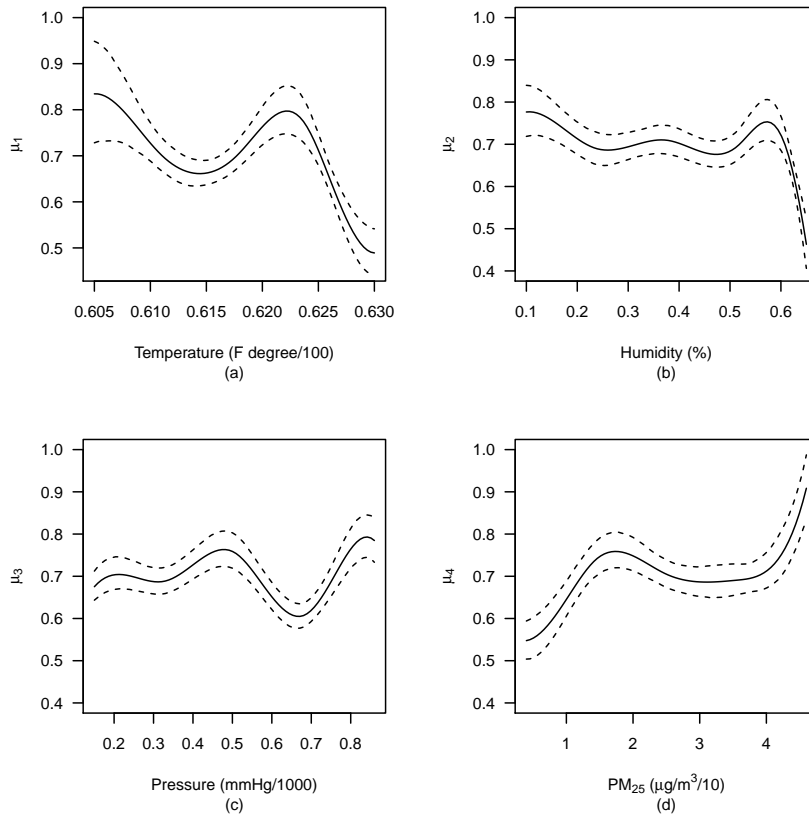 1.0
0.9
0.8
0.7
0.6
0.5
μ1
0.605 0.610 0.615 0.620 0.625 0.630
Temperature (F degree/100)
(a)
1.0
0.9
0.8
0.7
0.6
0.5
0.4
μ2
0.1 0.2 0.3 0.4 0.5 0.6
Humidity (%)
(b)
1.0
0.9
0.8
0.7
0.6
0.5
0.4
μ3
0.2 0.3 0.4 0.5 0.6 0.7 0.8
Pressure (mmHg/1000)
(c)
1.0
0.9
0.8
0.7
0.6
0.5
0.4
μ4
1 2 3 4
PM25 (μg/m3/10)
(d)